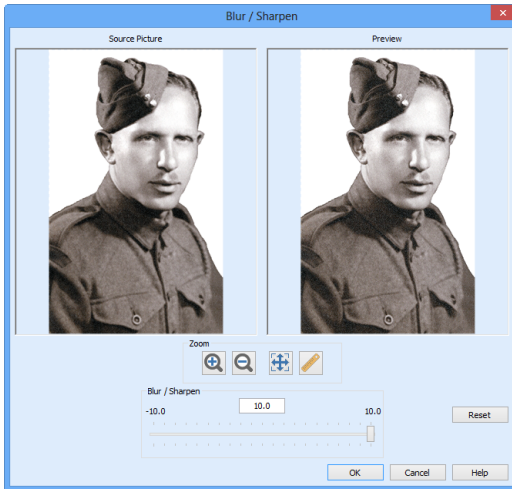 Blur / Sharpen
Source Picture
Preview
Zoom
Blur / Sharpen
-10.0
10.0
10.0
Reset
OK
Cancel
Help